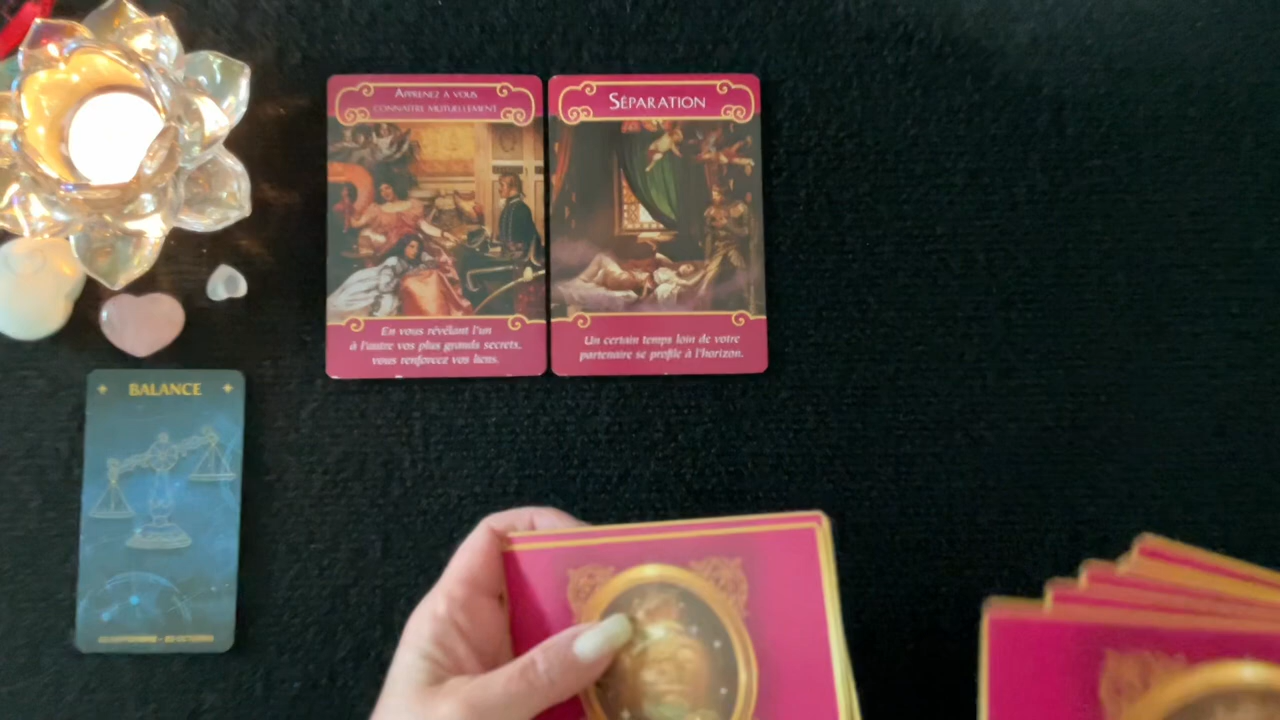 APPRENEZ A VOUS
CONNAÎTRE MUTUELLEMENT
En vous révélant l'un
à l'autre vos plus grands secrets,
vous renforcez vos liens.
SÉPARATION
Un certain temps loin de votre
partenaire se profile à l'horizon.
BALANCE